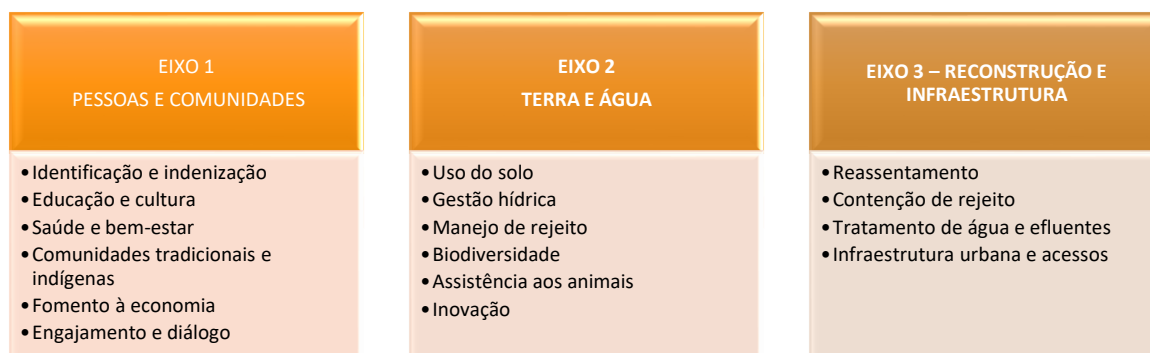 EIXO 1
PESSOAS E COMUNIDADES
• Identificação e indenização
• Educação e cultura
• Saúde e bem-estar
• Comunidades tradicionais e
indígenas
• Fomento à economia
• Engajamento e diálogo
EIXO 2
TERRA E ÁGUA
• Uso do solo
• Gestão hídrica
• Manejo de rejeito
• Biodiversidade
• Assistência aos animais
• Inovação
EIXO 3 – RECONSTRUÇÃO E
INFRAESTRUTURA
• Reassentamento
• Contenção de rejeito
• Tratamento de água e efluentes
• Infraestrutura urbana e acessos